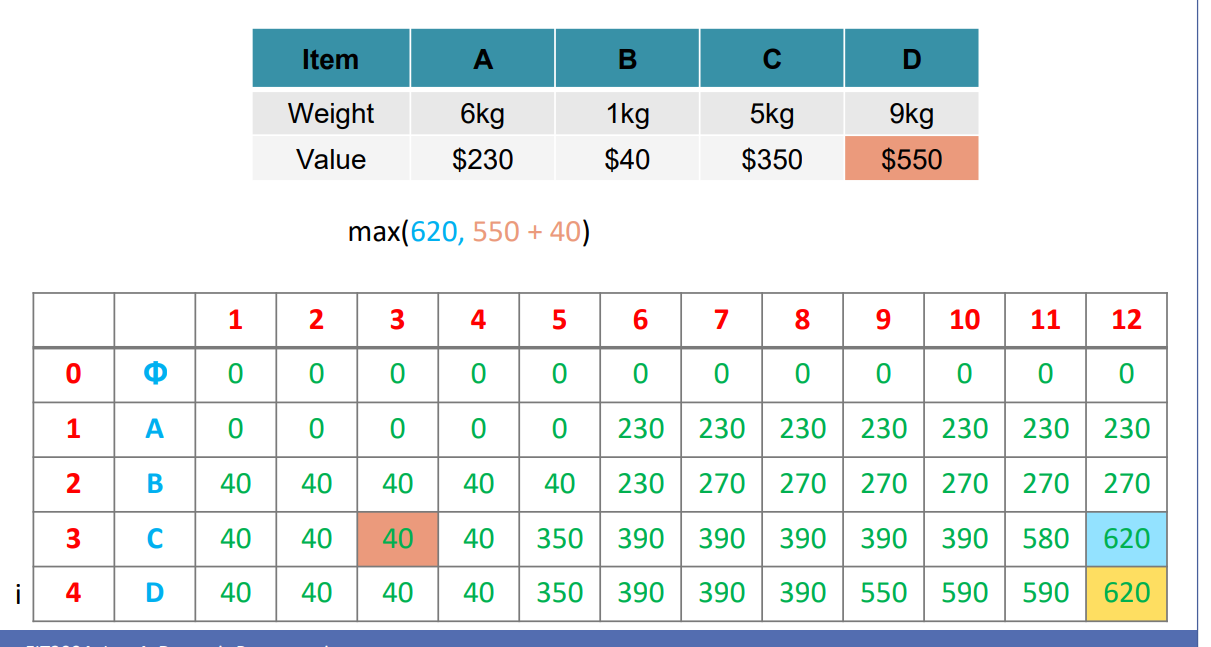 Item A B C D
Weight 6kg 1kg 5kg 9kg
Value $230 $40 $350 $550
max(620, 550 + 40)
1 2 3 4 5 6 7 8 9 10 11 12
0 Φ 0 0 0 0 0 0 0 0 0 0 0 0
1 A 0 0 0 0 0 230 230 230 230 230 230 230
2 B 40 40 40 40 40 230 270 270 270 270 270 270
3 C 40 40 40 40 350 390 390 390 390 390 580 620
i 4 D 40 40 40 40 350 390 390 390 550 590 590 620